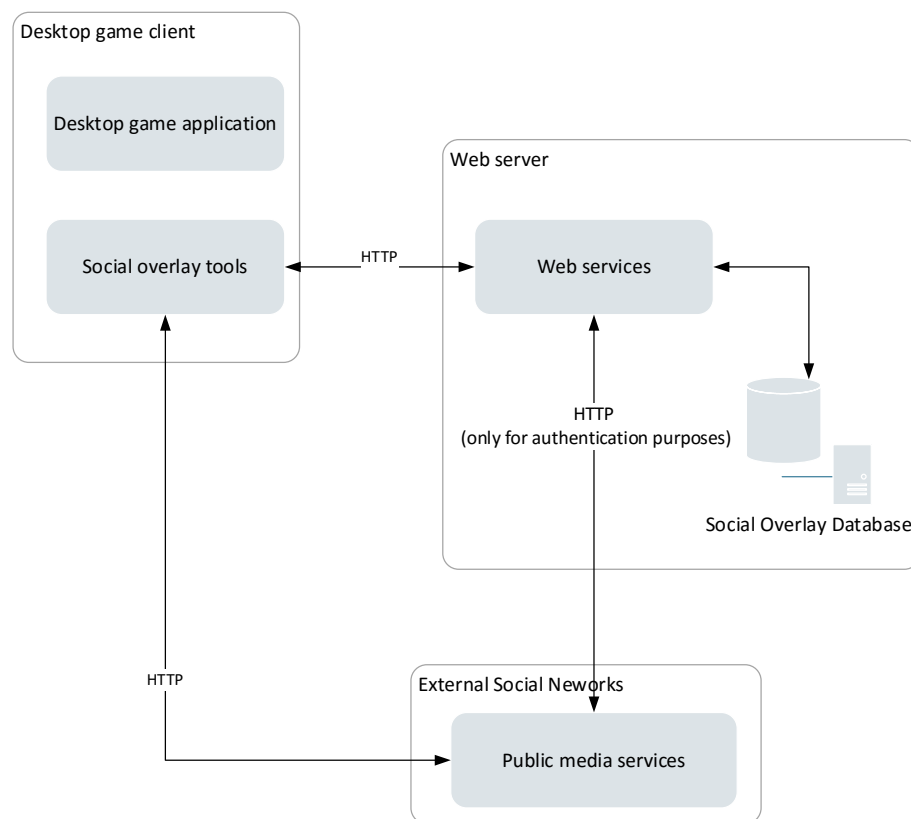 Desktop game client
Desktop game application
Web server
Social overlay tools
HTTP
Web services
HTTP
(only for authentication purposes)
Social Overlay Database
HTTP
External Social Neworks
Public media services